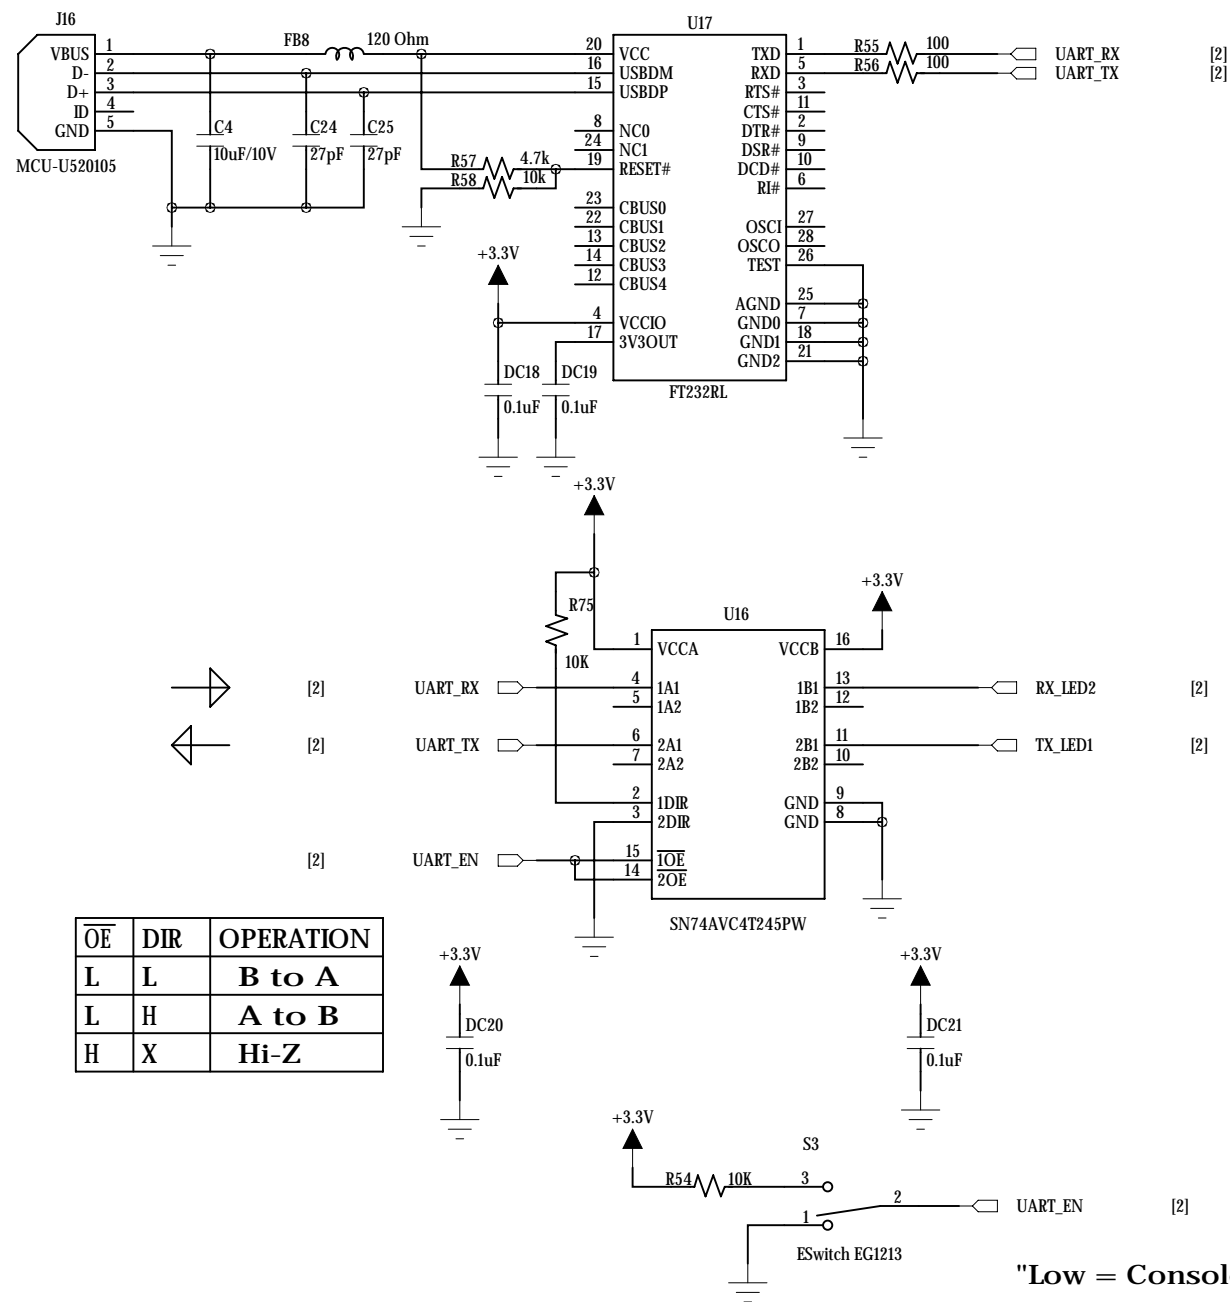 J16
U17
VBUS 1
D- 2
D+ 3
ID 4
GND 5
MCU-U520105
FB8 120 Ohm
C4
10uF/10V
C24
27pF
C25
27pF
R57 4.7k
R58 10k
20 VCC
16 USBDM
15 USBDP
8 NC0
24 NC1
19 RESET#
23 CBUS0
22 CBUS1
13 CBUS2
14 CBUS3
12 CBUS4
4 VCCIO
17 3V3OUT
TXD 1
RXD 5
RTS# 3
CTS# 11
DTR# 2
DSR# 9
DCD# 10
RI# 6
OSCI 27
OSCO 28
TEST 26
AGND 25
GND0 7
GND1 18
GND2 21
FT232RL
R55 100 UART_RX [2]
R56 100 UART_TX [2]
+3.3V
DC18
0.1uF
DC19
0.1uF
+3.3V
R75
10K
+3.3V
U16
1 VCCA VCCB 16
[2] UART_RX 4 1A1 1B1 13 RX_LED2 [2]
5 1A2 1B2 12
[2] UART_TX 6 2A1 2B1 11 TX_LED1 [2]
7 2A2 2B2 10
2 1DIR GND 9
3 2DIR GND 8
[2] UART_EN 15 1OE
14 2OE
SN74AVC4T245PW
OE DIR OPERATION
L L B to A
L H A to B
H X Hi-Z
+3.3V
DC20
0.1uF
+3.3V
DC21
0.1uF
+3.3V
S3
R54 10K 3
1 2 UART_EN [2]
ESwitch EG1213
"Low = Consol